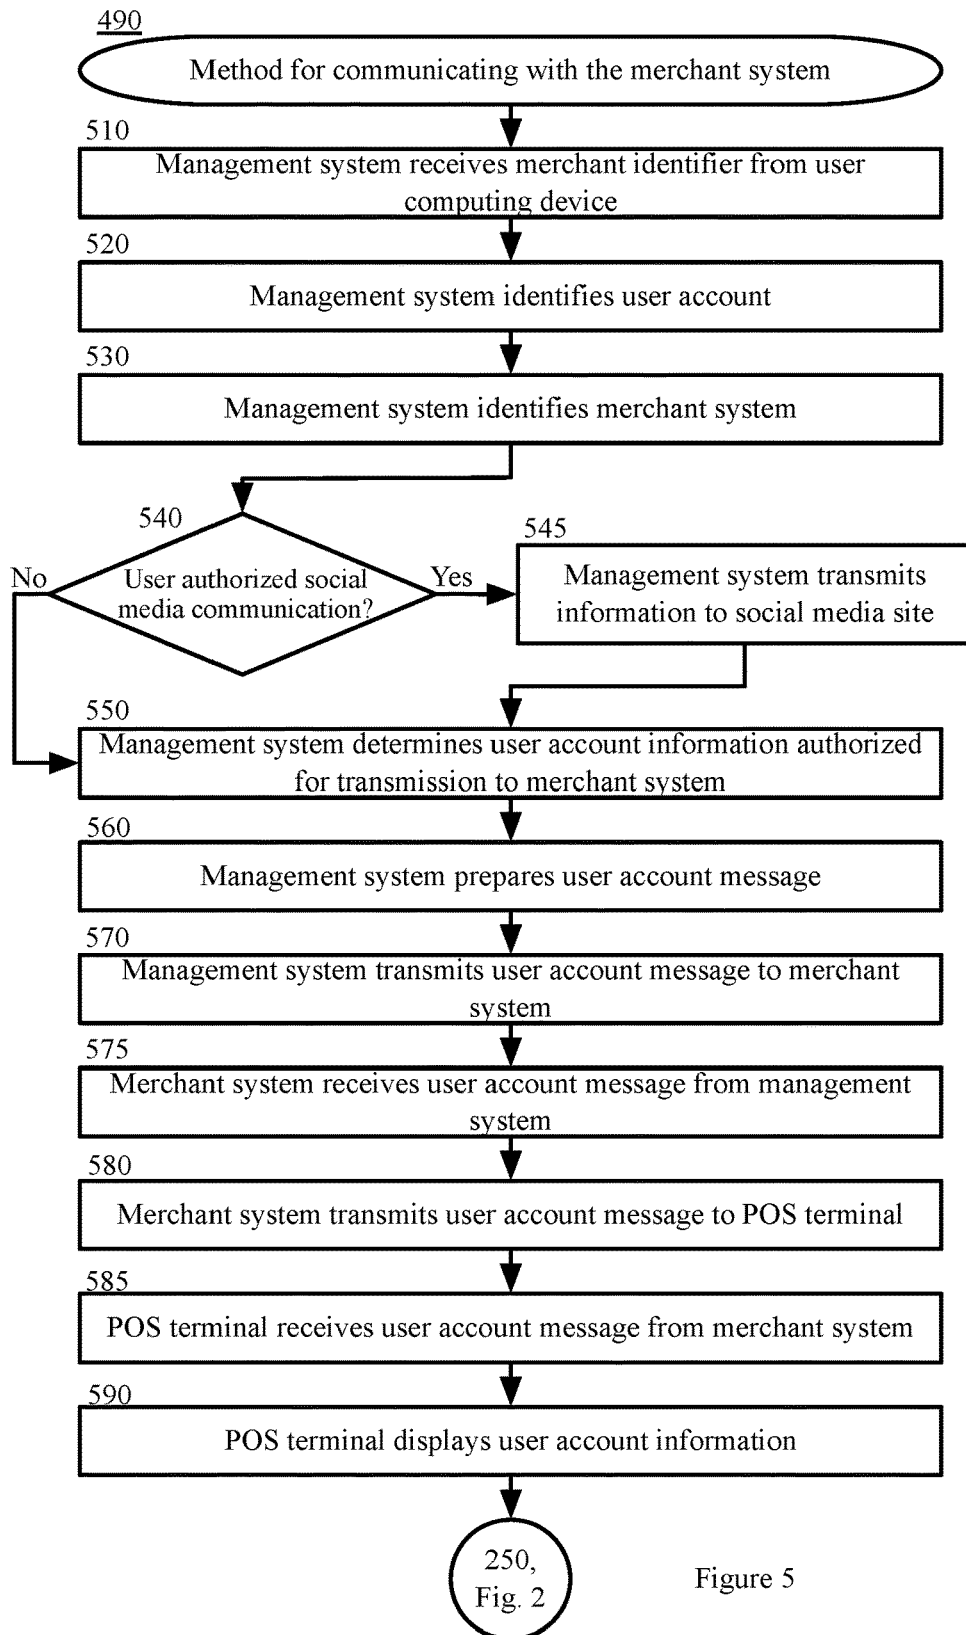 490
Method for communicating with the merchant system
510
Management system receives merchant identifier from user
computing device
520
Management system identifies user account
530
Management system identifies merchant system
540
User authorized social
media communication?
No
Yes
545
Management system transmits
information to social media site
550
Management system determines user account information authorized
for transmission to merchant system
560
Management system prepares user account message
570
Management system transmits user account message to merchant
system
575
Merchant system receives user account message from management
system
580
Merchant system transmits user account message to POS terminal
585
POS terminal receives user account message from merchant system
590
POS terminal displays user account information
250,
Fig. 2
Figure 5